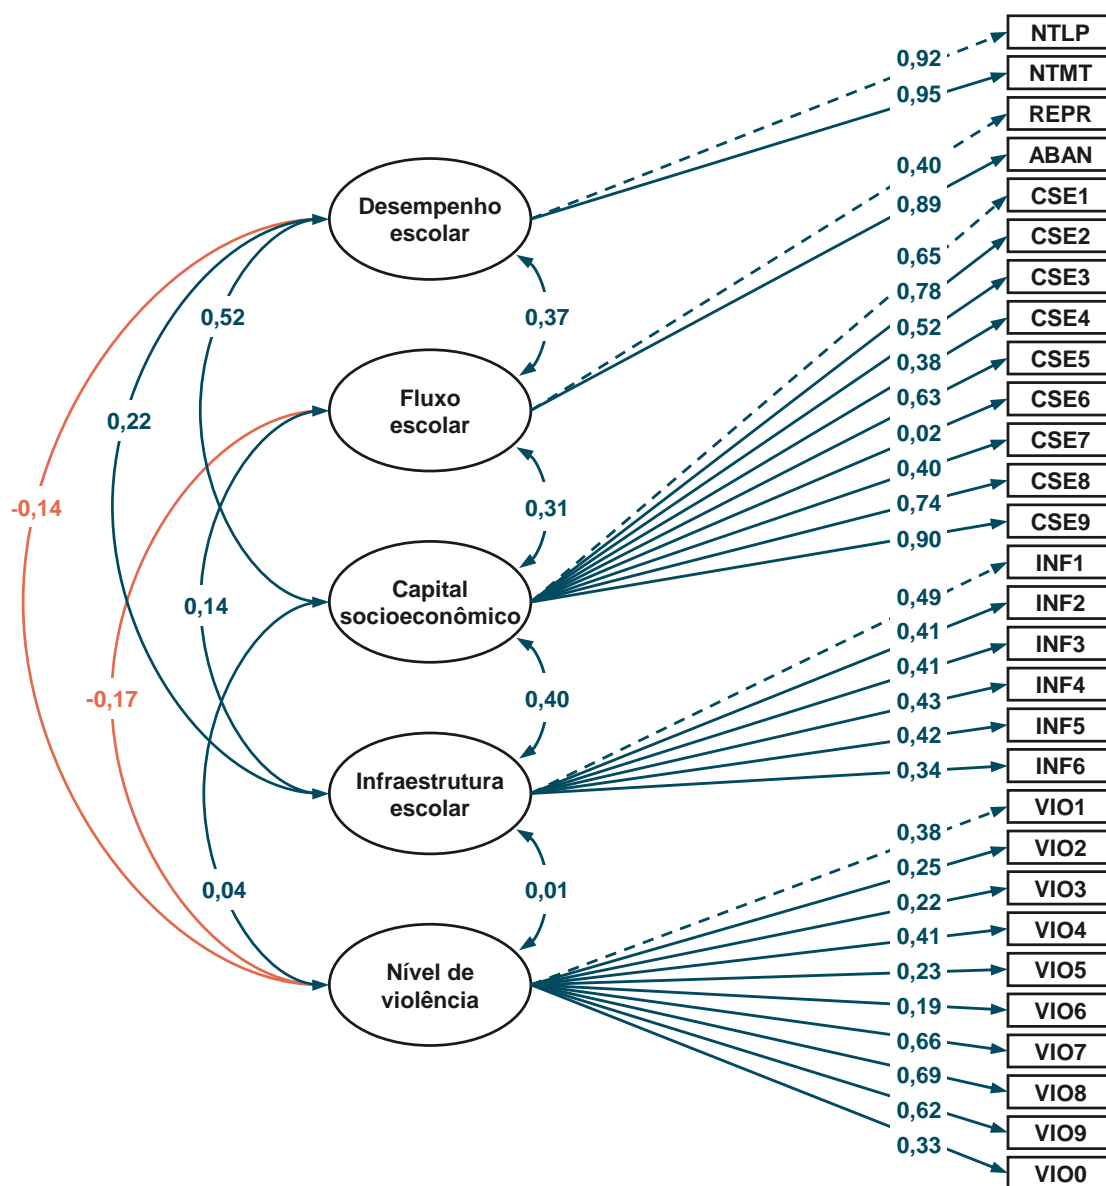 NTLP
0,92
NTMT
0,95
REPR
ABAN
0,40
CSE1
0,89
Desempenho
escolar
CSE2
0,65
CSE3
0,78
0,52
0,37
CSE4
0,52
CSE5
0,38
Fluxo
escolar
CSE6
0,63
0,22
0,02
CSE7
0,40
CSE8
0,74
-0,14
0,31
CSE9
0,90
INF1
Capital
socioeconômico
0,14
0,49
INF2
0,41
INF3
0,41
-0,17
0,40
INF4
0,43
INF5
0,42
INF6
0,34
Infraestrutura
escolar
VIO1
0,38
VIO2
0,25
0,04
0,01
VIO3
0,22
VIO4
0,41
VIO5
0,23
Nível de
violência
VIO6
0,19
VIO7
0,66
VIO8
0,69
VIO9
0,62
0,33
VIO0